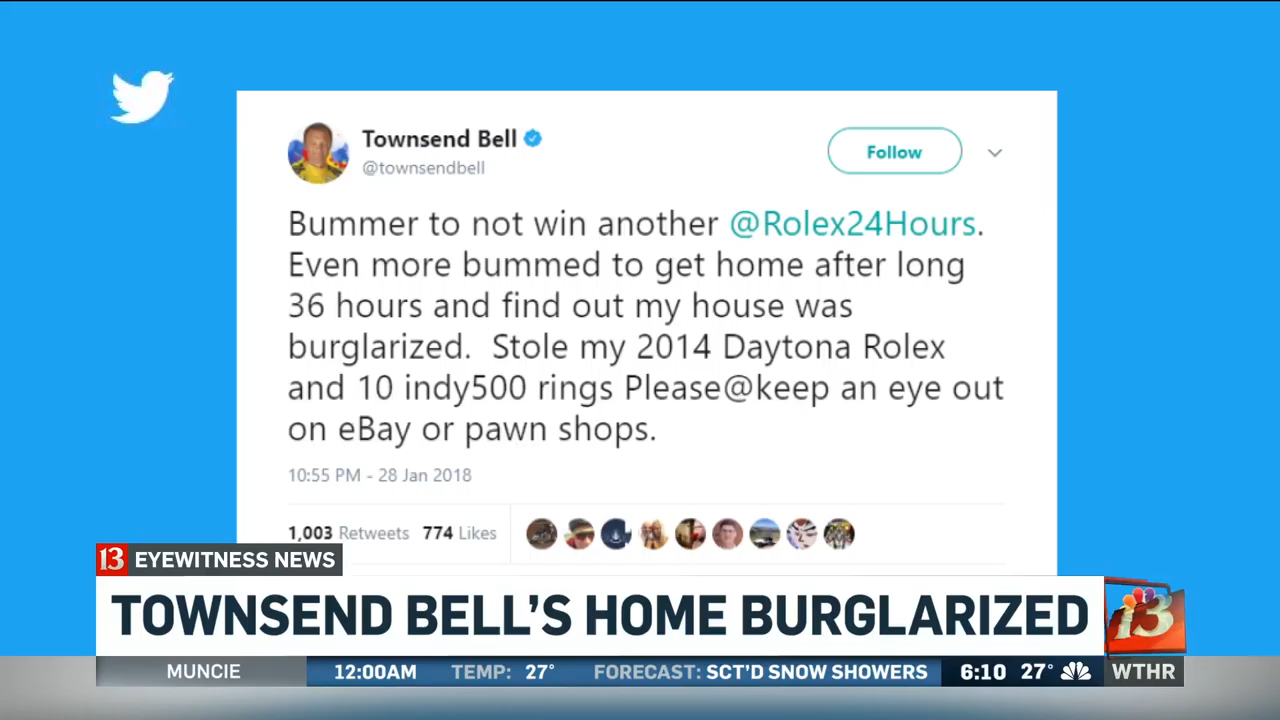 Townsend Bell
@townsendbell
Follow
Bummer to not win another @Rolex24Hours.
Even more bummed to get home after long
36 hours and find out my house was
burglarized.  Stole my 2014 Daytona Rolex
and 10 indy500 rings Please@keep an eye out
on eBay or pawn shops.
10:55 PM - 28 Jan 2018
1,003 Retweets 774 Likes
13 EYEWITNESS NEWS
TOWNSEND BELL'S HOME BURGLARIZED
13
MUNCIE 12:00AM TEMP: 27° FORECAST: SCT'D SNOW SHOWERS 6:10 27° WTHR